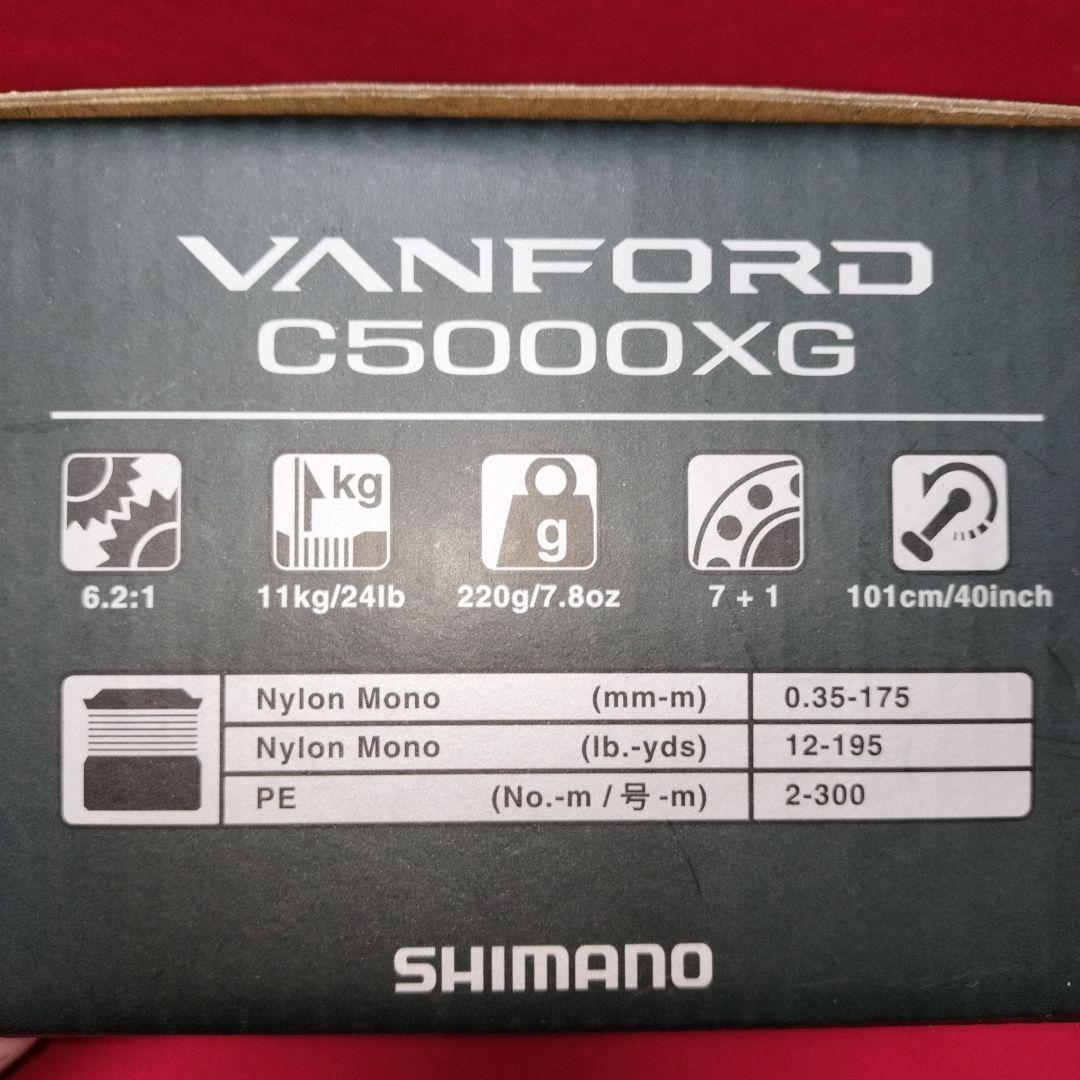 VANFORD
C5000XG
kg
g
6.2:1 11kg/24lb 220g/7.8oz 7 + 1 101cm/40inch
Nylon Mono (mm-m) 0.35-175
Nylon Mono (lb.-yds) 12-195
PE (No.-m / 号 -m) 2-300
SHIMANO